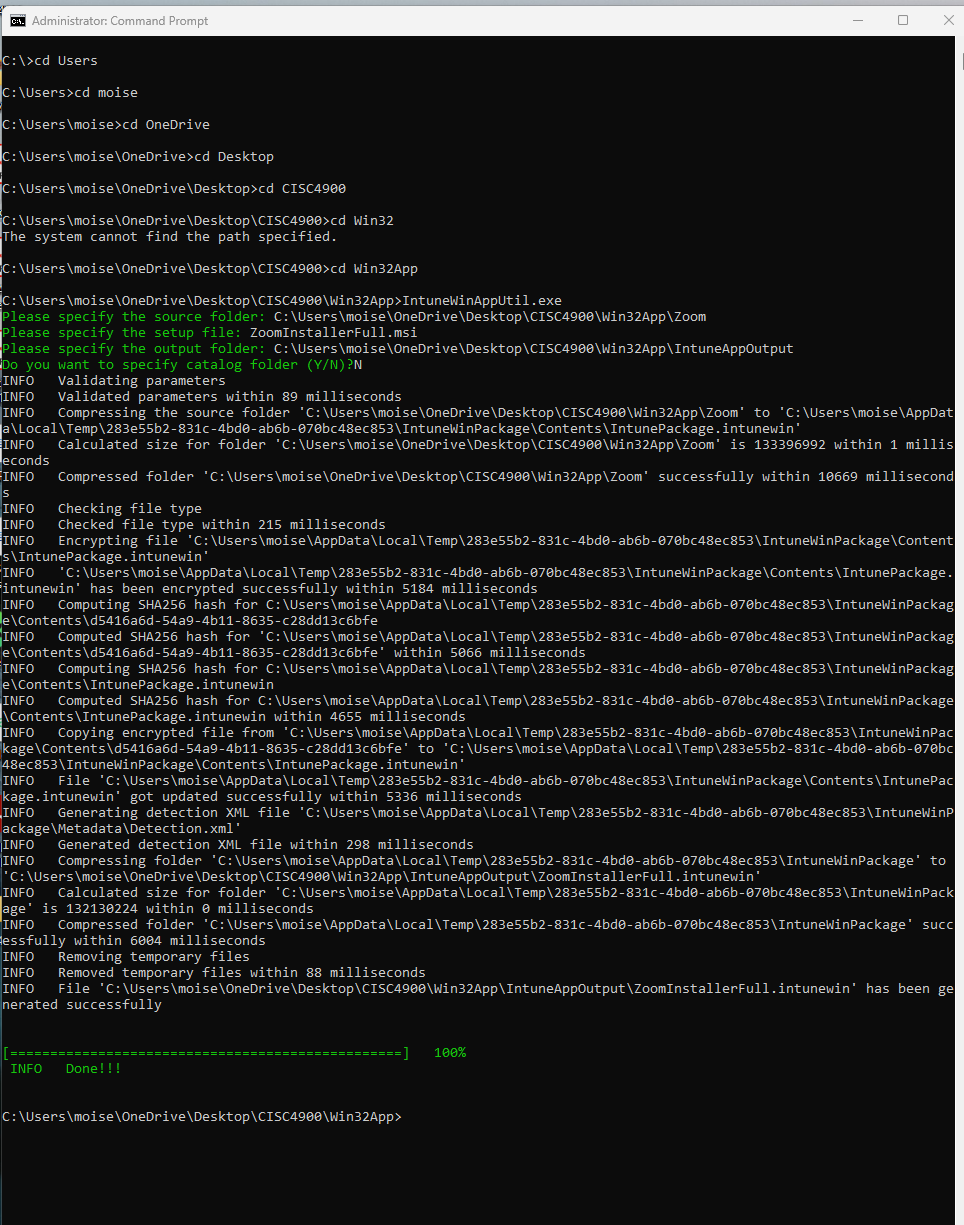 Administrator: Command Prompt
C:\>cd Users
C:\Users>cd moise
C:\Users\moise>cd OneDrive
C:\Users\moise\OneDrive>cd Desktop
C:\Users\moise\OneDrive\Desktop>cd CISC4900
C:\Users\moise\OneDrive\Desktop\CISC4900>cd Win32
The system cannot find the path specified.
C:\Users\moise\OneDrive\Desktop\CISC4900>cd Win32App
C:\Users\moise\OneDrive\Desktop\CISC4900\Win32App>IntuneWinAppUtil.exe
Please specify the source folder: C:\Users\moise\OneDrive\Desktop\CISC4900\Win32App\Zoom
Please specify the setup file: ZoomInstallerFull.msi
Please specify the output folder: C:\Users\moise\OneDrive\Desktop\CISC4900\Win32App\IntuneAppOutput
Do you want to specify catalog folder (Y/N)?N
INFO   Validating parameters
INFO   Validated parameters within 89 milliseconds
INFO   Compressing the source folder 'C:\Users\moise\OneDrive\Desktop\CISC4900\Win32App\Zoom' to 'C:\Users\moise\AppDat
a\Local\Temp\283e55b2-831c-4bd0-ab6b-070bc48ec853\IntuneWinPackage\Contents\IntunePackage.intunewin'
INFO   Calculated size for folder 'C:\Users\moise\OneDrive\Desktop\CISC4900\Win32App\Zoom' is 133396992 within 1 millis
econds
INFO   Compressed folder 'C:\Users\moise\OneDrive\Desktop\CISC4900\Win32App\Zoom' successfully within 10669 millisecond
s
INFO   Checking file type
INFO   Checked file type within 215 milliseconds
INFO   Encrypting file 'C:\Users\moise\AppData\Local\Temp\283e55b2-831c-4bd0-ab6b-070bc48ec853\IntuneWinPackage\Content
s\IntunePackage.intunewin'
INFO   'C:\Users\moise\AppData\Local\Temp\283e55b2-831c-4bd0-ab6b-070bc48ec853\IntuneWinPackage\Contents\IntunePackage.
intunewin' has been encrypted successfully within 5184 milliseconds
INFO   Computing SHA256 hash for C:\Users\moise\AppData\Local\Temp\283e55b2-831c-4bd0-ab6b-070bc48ec853\IntuneWinPackag
e\Contents\d5416a6d-54a9-4b11-8635-c28dd13c6bfe
INFO   Computed SHA256 hash for 'C:\Users\moise\AppData\Local\Temp\283e55b2-831c-4bd0-ab6b-070bc48ec853\IntuneWinPackag
e\Contents\d5416a6d-54a9-4b11-8635-c28dd13c6bfe' within 5066 milliseconds
INFO   Computing SHA256 hash for C:\Users\moise\AppData\Local\Temp\283e55b2-831c-4bd0-ab6b-070bc48ec853\IntuneWinPackag
e\Contents\IntunePackage.intunewin
INFO   Computed SHA256 hash for C:\Users\moise\AppData\Local\Temp\283e55b2-831c-4bd0-ab6b-070bc48ec853\IntuneWinPackage
\Contents\IntunePackage.intunewin within 4655 milliseconds
INFO   Copying encrypted file from 'C:\Users\moise\AppData\Local\Temp\283e55b2-831c-4bd0-ab6b-070bc48ec853\IntuneWinPac
kage\Contents\d5416a6d-54a9-4b11-8635-c28dd13c6bfe' to 'C:\Users\moise\AppData\Local\Temp\283e55b2-831c-4bd0-ab6b-070bc
48ec853\IntuneWinPackage\Contents\IntunePackage.intunewin'
INFO   File 'C:\Users\moise\AppData\Local\Temp\283e55b2-831c-4bd0-ab6b-070bc48ec853\IntuneWinPackage\Contents\IntunePac
kage.intunewin' got updated successfully within 5336 milliseconds
INFO   Generating detection XML file 'C:\Users\moise\AppData\Local\Temp\283e55b2-831c-4bd0-ab6b-070bc48ec853\IntuneWinP
ackage\Metadata\Detection.xml'
INFO   Generated detection XML file within 298 milliseconds
INFO   Compressing folder 'C:\Users\moise\AppData\Local\Temp\283e55b2-831c-4bd0-ab6b-070bc48ec853\IntuneWinPackage' to
'C:\Users\moise\OneDrive\Desktop\CISC4900\Win32App\IntuneAppOutput\ZoomInstallerFull.intunewin'
INFO   Calculated size for folder 'C:\Users\moise\AppData\Local\Temp\283e55b2-831c-4bd0-ab6b-070bc48ec853\IntuneWinPack
age' is 132130224 within 0 milliseconds
INFO   Compressed folder 'C:\Users\moise\AppData\Local\Temp\283e55b2-831c-4bd0-ab6b-070bc48ec853\IntuneWinPackage' succ
essfully within 6004 milliseconds
INFO   Removing temporary files
INFO   Removed temporary files within 88 milliseconds
INFO   File 'C:\Users\moise\OneDrive\Desktop\CISC4900\Win32App\IntuneAppOutput\ZoomInstallerFull.intunewin' has been ge
nerated successfully
[=================================================]   100%
INFO   Done!!!
C:\Users\moise\OneDrive\Desktop\CISC4900\Win32App>